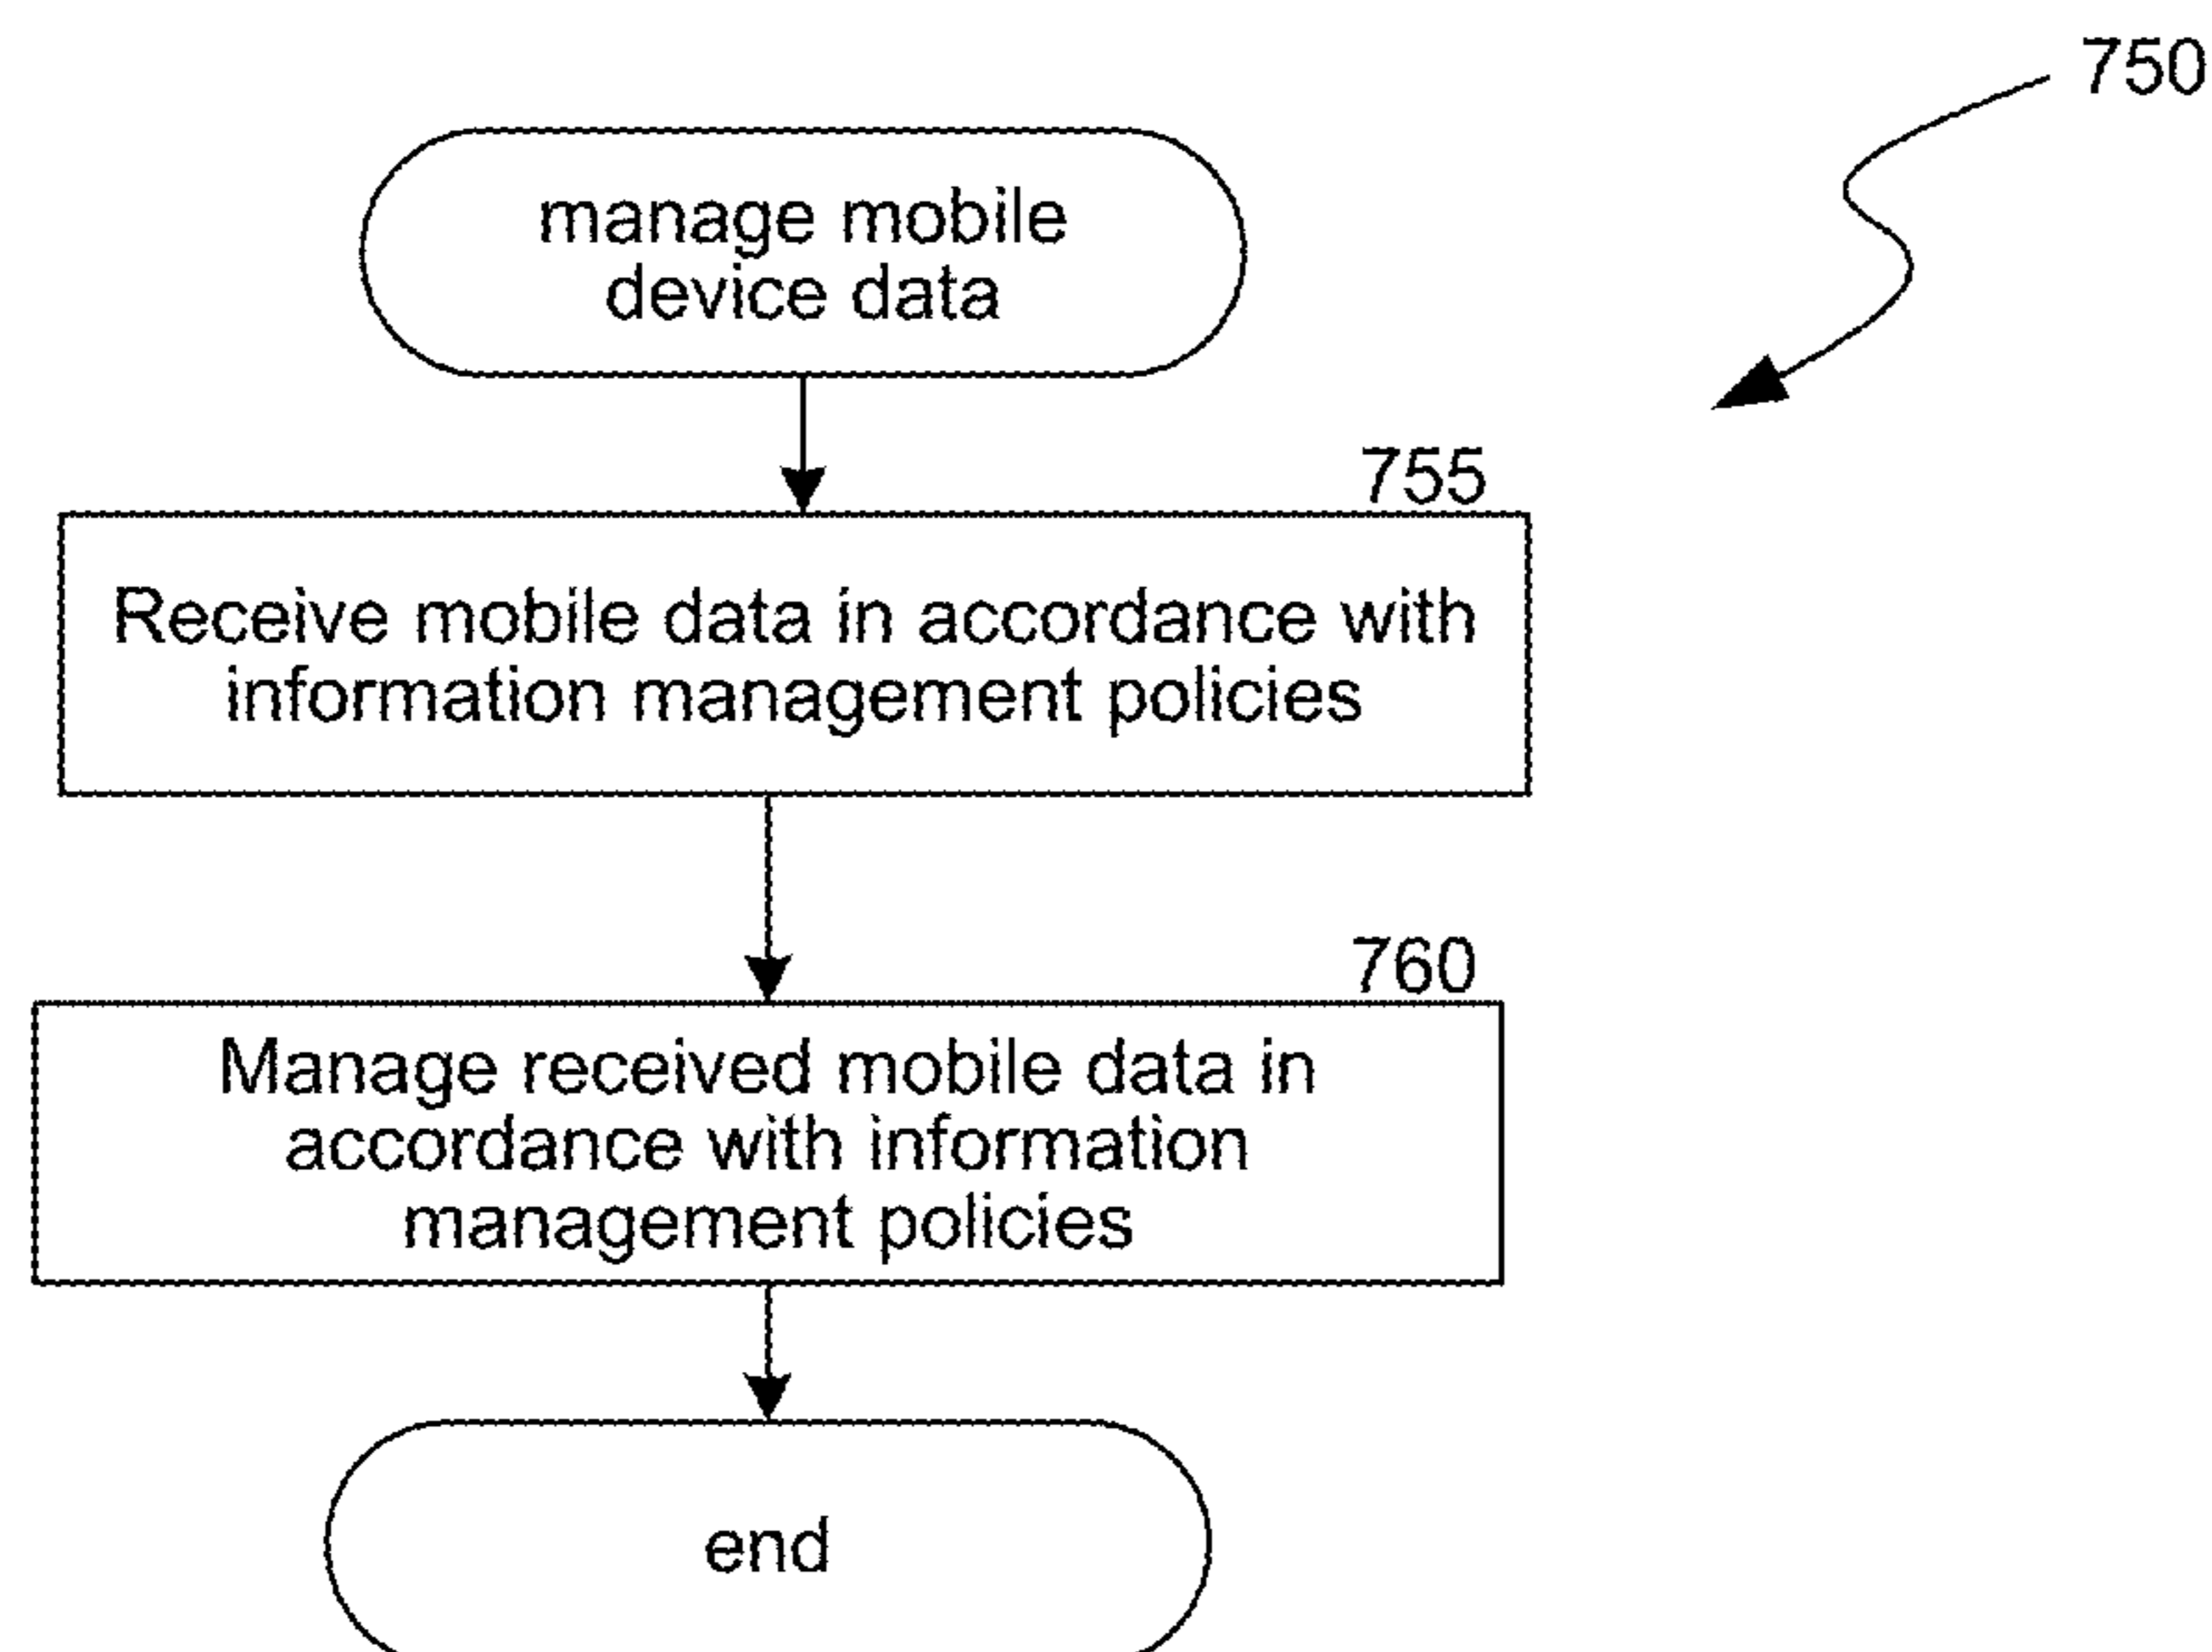 750
manage mobile
device data
755
Receive mobile data in accordance with
information management policies
760
Manage received mobile data in
accordance with information
management policies
end